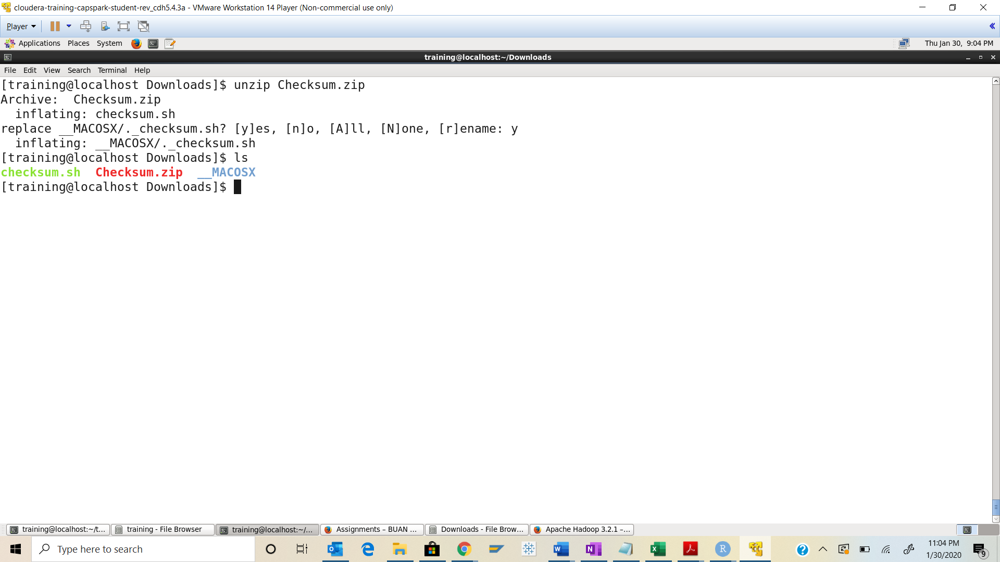 cloudera-training-capspark-student-rev_cdh5.4.3a - VMware Workstation 14 Player (Non-commercial use only)
Player
Applications Places System Thu Jan 30, 9:04 PM
training@localhost:~/Downloads
File Edit View Search Terminal Help
[training@localhost Downloads]$ unzip Checksum.zip
Archive:  Checksum.zip
  inflating: checksum.sh
replace __MACOSX/._checksum.sh? [y]es, [n]o, [A]ll, [N]one, [r]ename: y
  inflating: __MACOSX/._checksum.sh
[training@localhost Downloads]$ ls
checksum.sh  Checksum.zip  __MACOSX
[training@localhost Downloads]$
training@localhost:~/t... training - File Browser training@localhost:~/... Assignments – BUAN ... Downloads - File Brow... Apache Hadoop 3.2.1 –...
Type here to search
11:04 PM
1/30/2020
9